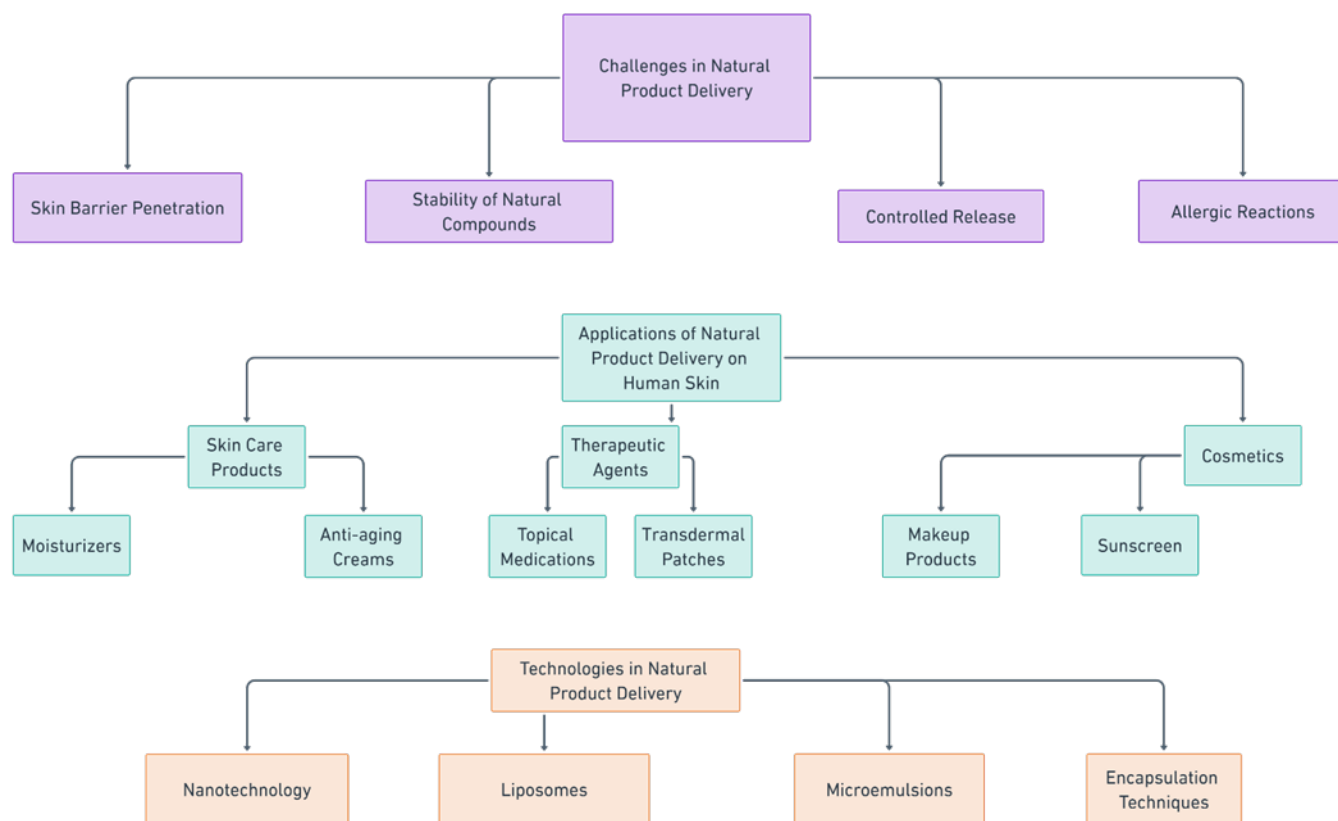 Challenges in Natural
Product Delivery
Skin Barrier Penetration
Stability of Natural
Compounds
Controlled Release
Allergic Reactions
Applications of Natural
Product Delivery on
Human Skin
Skin Care
Products
Therapeutic
Agents
Cosmetics
Moisturizers
Anti-aging
Creams
Topical
Medications
Transdermal
Patches
Makeup
Products
Sunscreen
Technologies in Natural
Product Delivery
Nanotechnology
Liposomes
Microemulsions
Encapsulation
Techniques